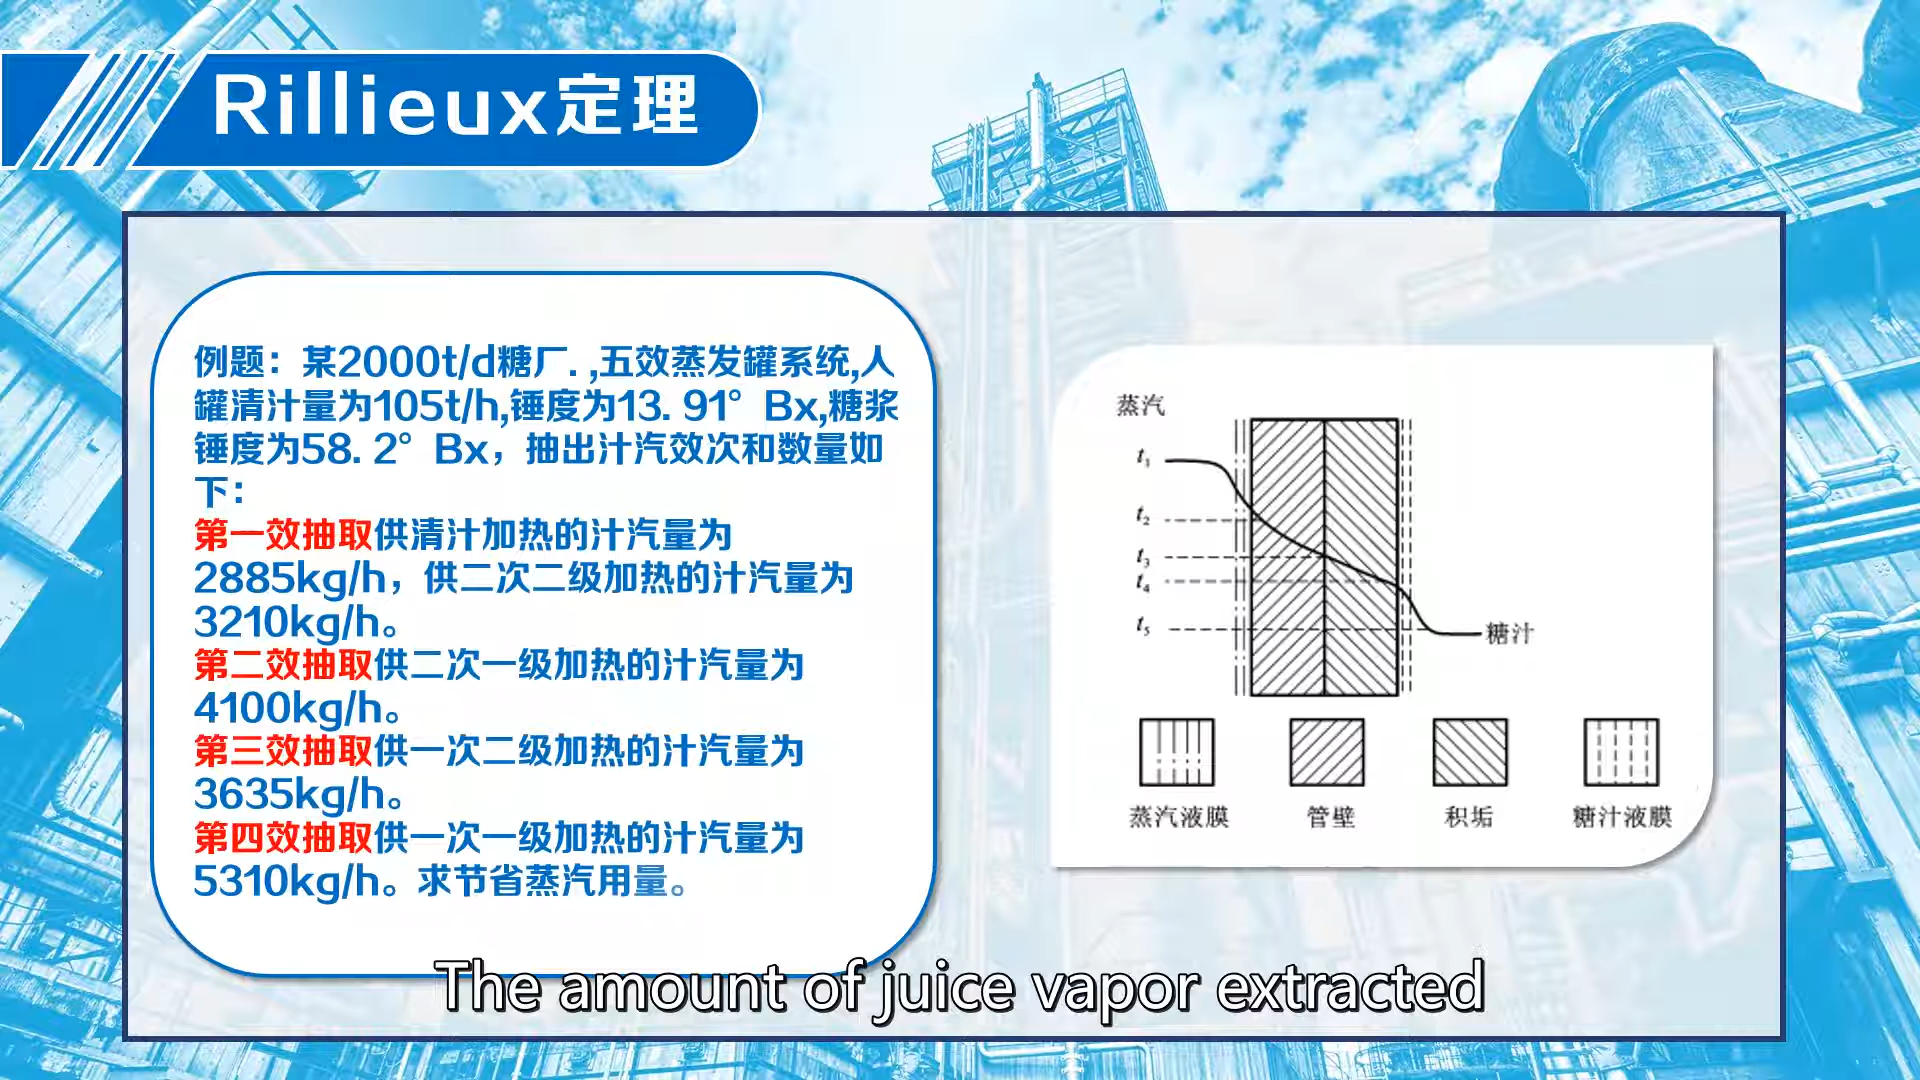 Rillieux定理
例题：某2000t/d糖厂.,五效蒸发罐系统,人
罐清汁量为105t/h,锤度为13. 91° Bx,糖浆
锤度为58. 2° Bx，抽出汁汽效次和数量如
下：
第一效抽取供清汁加热的汁汽量为
2885kg/h，供二次二级加热的汁汽量为
3210kg/h。
第二效抽取供二次一级加热的汁汽量为
4100kg/h。
第三效抽取供一次二级加热的汁汽量为
3635kg/h。
第四效抽取供一次一级加热的汁汽量为
5310kg/h。求节省蒸汽用量。
蒸汽
t₁
t₂
t₃
t₄
t₅
糖汁
蒸汽液膜 管壁 积垢 糖汁液膜
The amount of juice vapor extracted